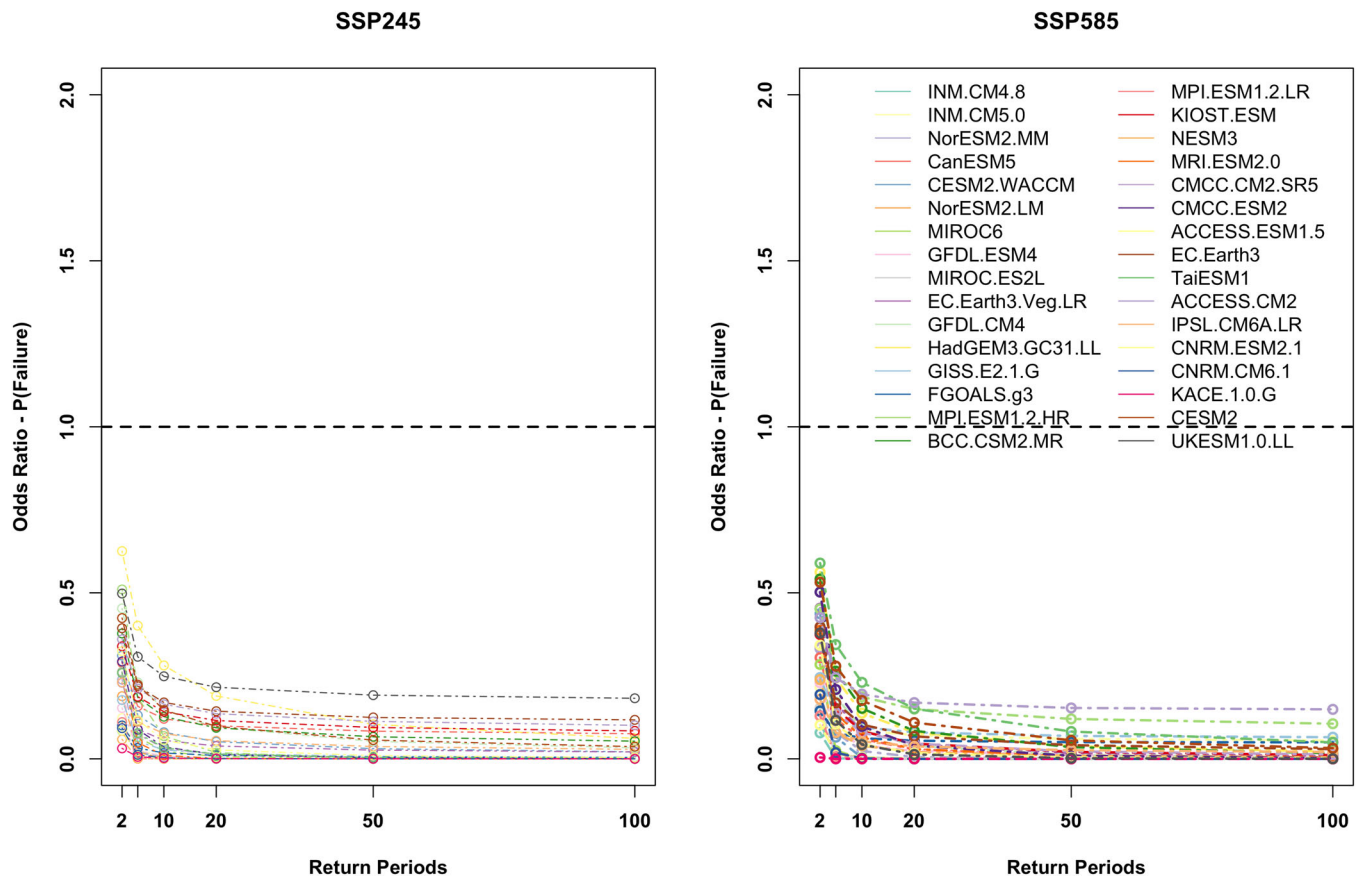 SSP245
Odds Ratio - P(Failure)
2.0
1.5
1.0
0.5
0.0
2
10
20
50
100
Return Periods
SSP585
Odds Ratio - P(Failure)
2.0
1.5
1.0
0.5
0.0
INM.CM4.8
INM.CM5.0
NorESM2.MM
CanESM5
CESM2.WACCM
NorESM2.LM
MIROC6
GFDL.ESM4
MIROC.ES2L
EC.Earth3.Veg.LR
GFDL.CM4
HadGEM3.GC31.LL
GISS.E2.1.G
FGOALS.g3
MPI.ESM1.2.HR
BCC.CSM2.MR
MPI.ESM1.2.LR
KIOST.ESM
NESM3
MRI.ESM2.0
CMCC.CM2.SR5
CMCC.ESM2
ACCESS.ESM1.5
EC.Earth3
TaiESM1
ACCESS.CM2
IPSL.CM6A.LR
CNRM.ESM2.1
CNRM.CM6.1
KACE.1.0.G
CESM2
UKESM1.0.LL
2
10
20
50
100
Return Periods